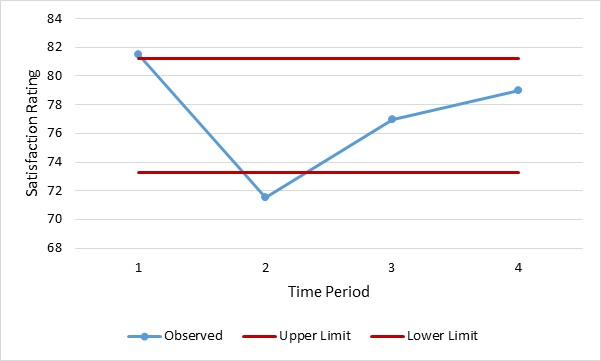 84
82
80
78
76
74
72
70
68
Satisfaction Rating
1 2 3 4
Time Period
Observed Upper Limit Lower Limit